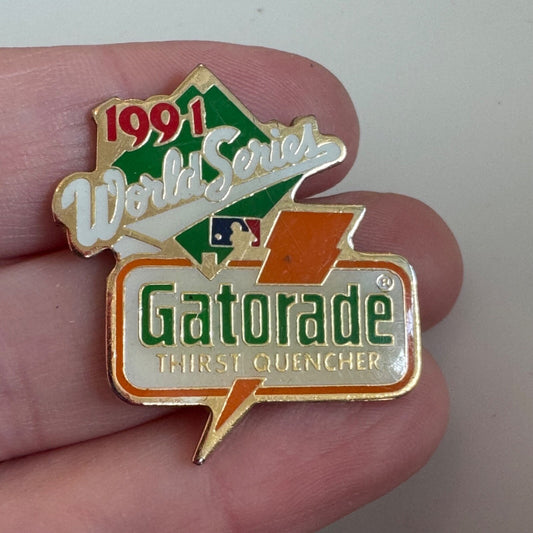 1991
World Series
Gatorade®
THIRST QUENCHER